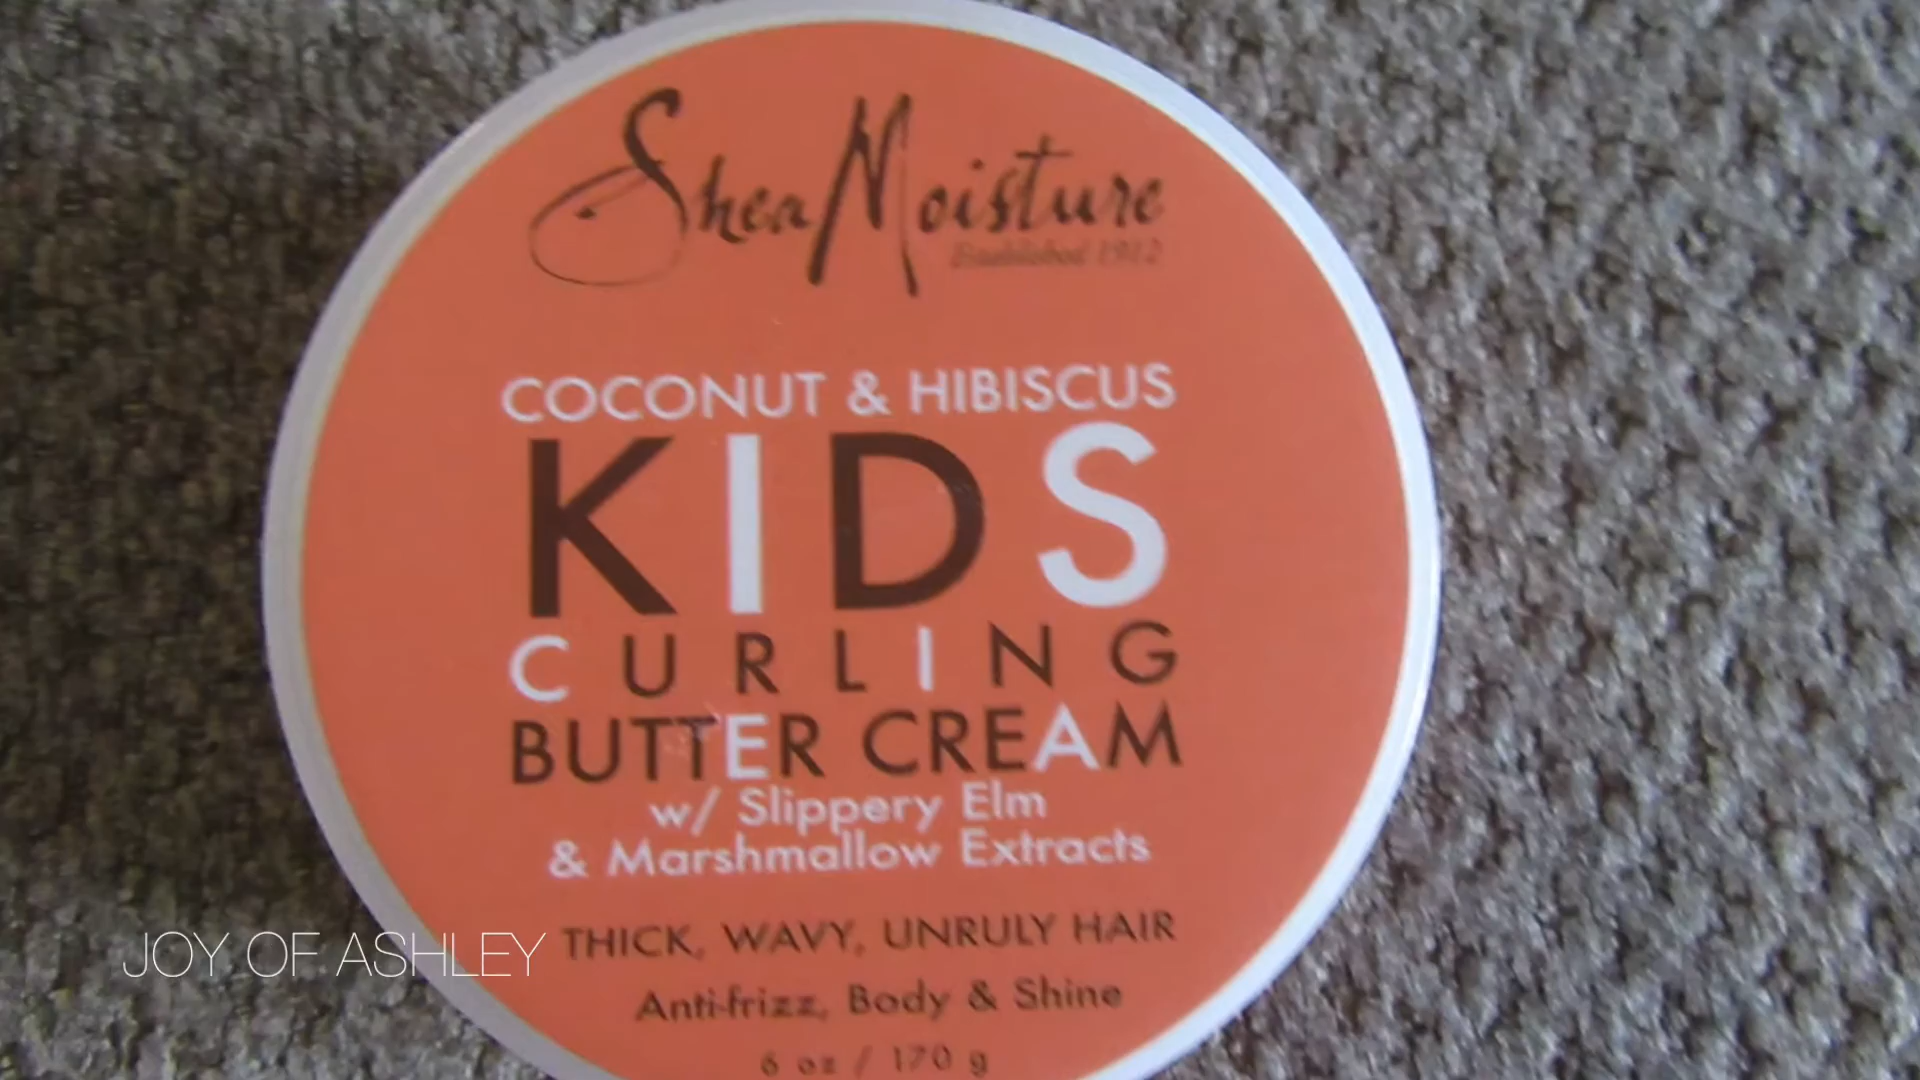 SheaMoisture
Established 1912
COCONUT & HIBISCUS
KIDS
CURLING
BUTTER CREAM
w/ Slippery Elm
& Marshmallow Extracts
THICK, WAVY, UNRULY HAIR
Anti-frizz, Body & Shine
6 oz / 170 g
JOY OF ASHLEY